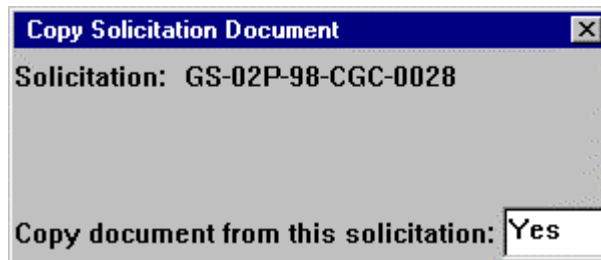 Copy Solicitation Document
Solicitation: GS-02P-98-CGC-0028
Copy document from this solicitation: Yes